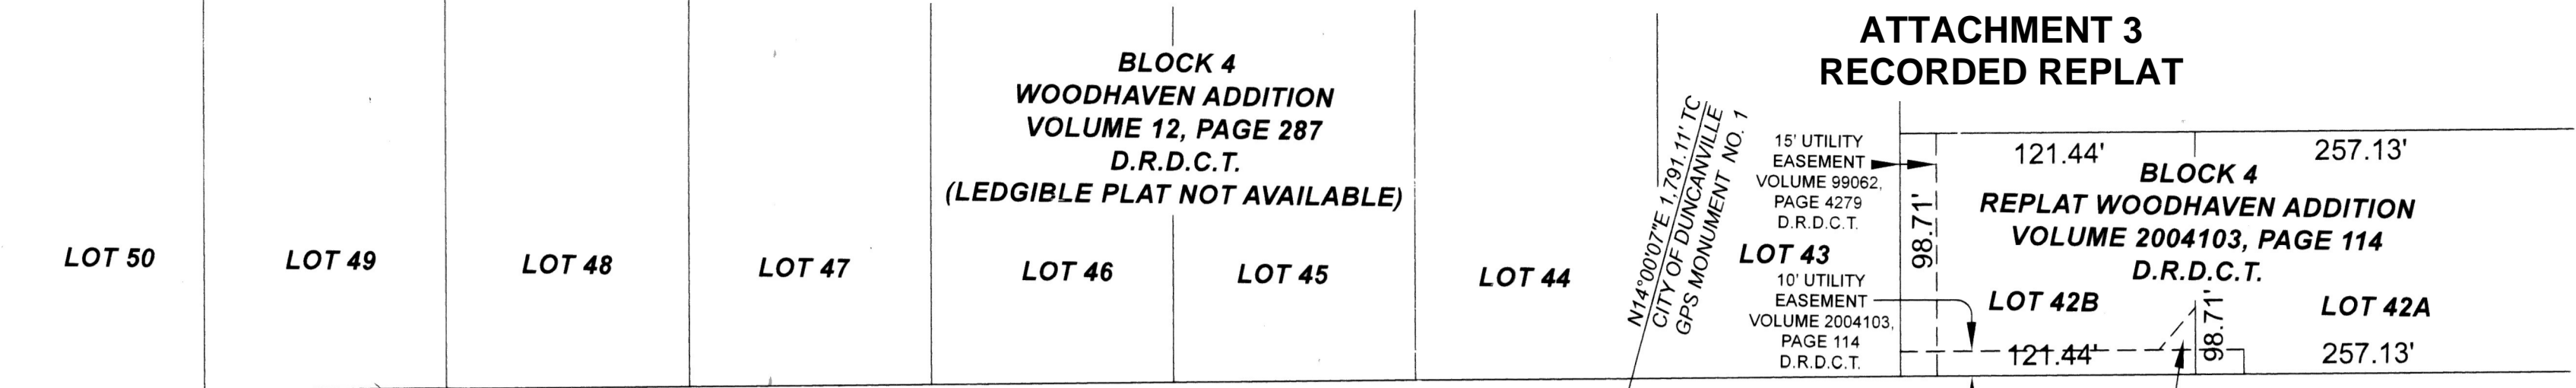 ATTACHMENT 3
RECORDED REPLAT
BLOCK 4
WOODHAVEN ADDITION
VOLUME 12, PAGE 287
D.R.D.C.T.
(LEDGIBLE PLAT NOT AVAILABLE)
LOT 50
LOT 49
LOT 48
LOT 47
LOT 46
LOT 45
LOT 44
N14°00'07"E 1,791.11' TC
CITY OF DUNCANVILLE
GPS MONUMENT NO. 1
15' UTILITY
EASEMENT
VOLUME 99062,
PAGE 4279
D.R.D.C.T.
LOT 43
10' UTILITY
EASEMENT
VOLUME 2004103,
PAGE 114
D.R.D.C.T.
98.71'
121.44'
257.13'
BLOCK 4
REPLAT WOODHAVEN ADDITION
VOLUME 2004103, PAGE 114
D.R.D.C.T.
LOT 42B
98.71'
LOT 42A
121.44'
257.13'